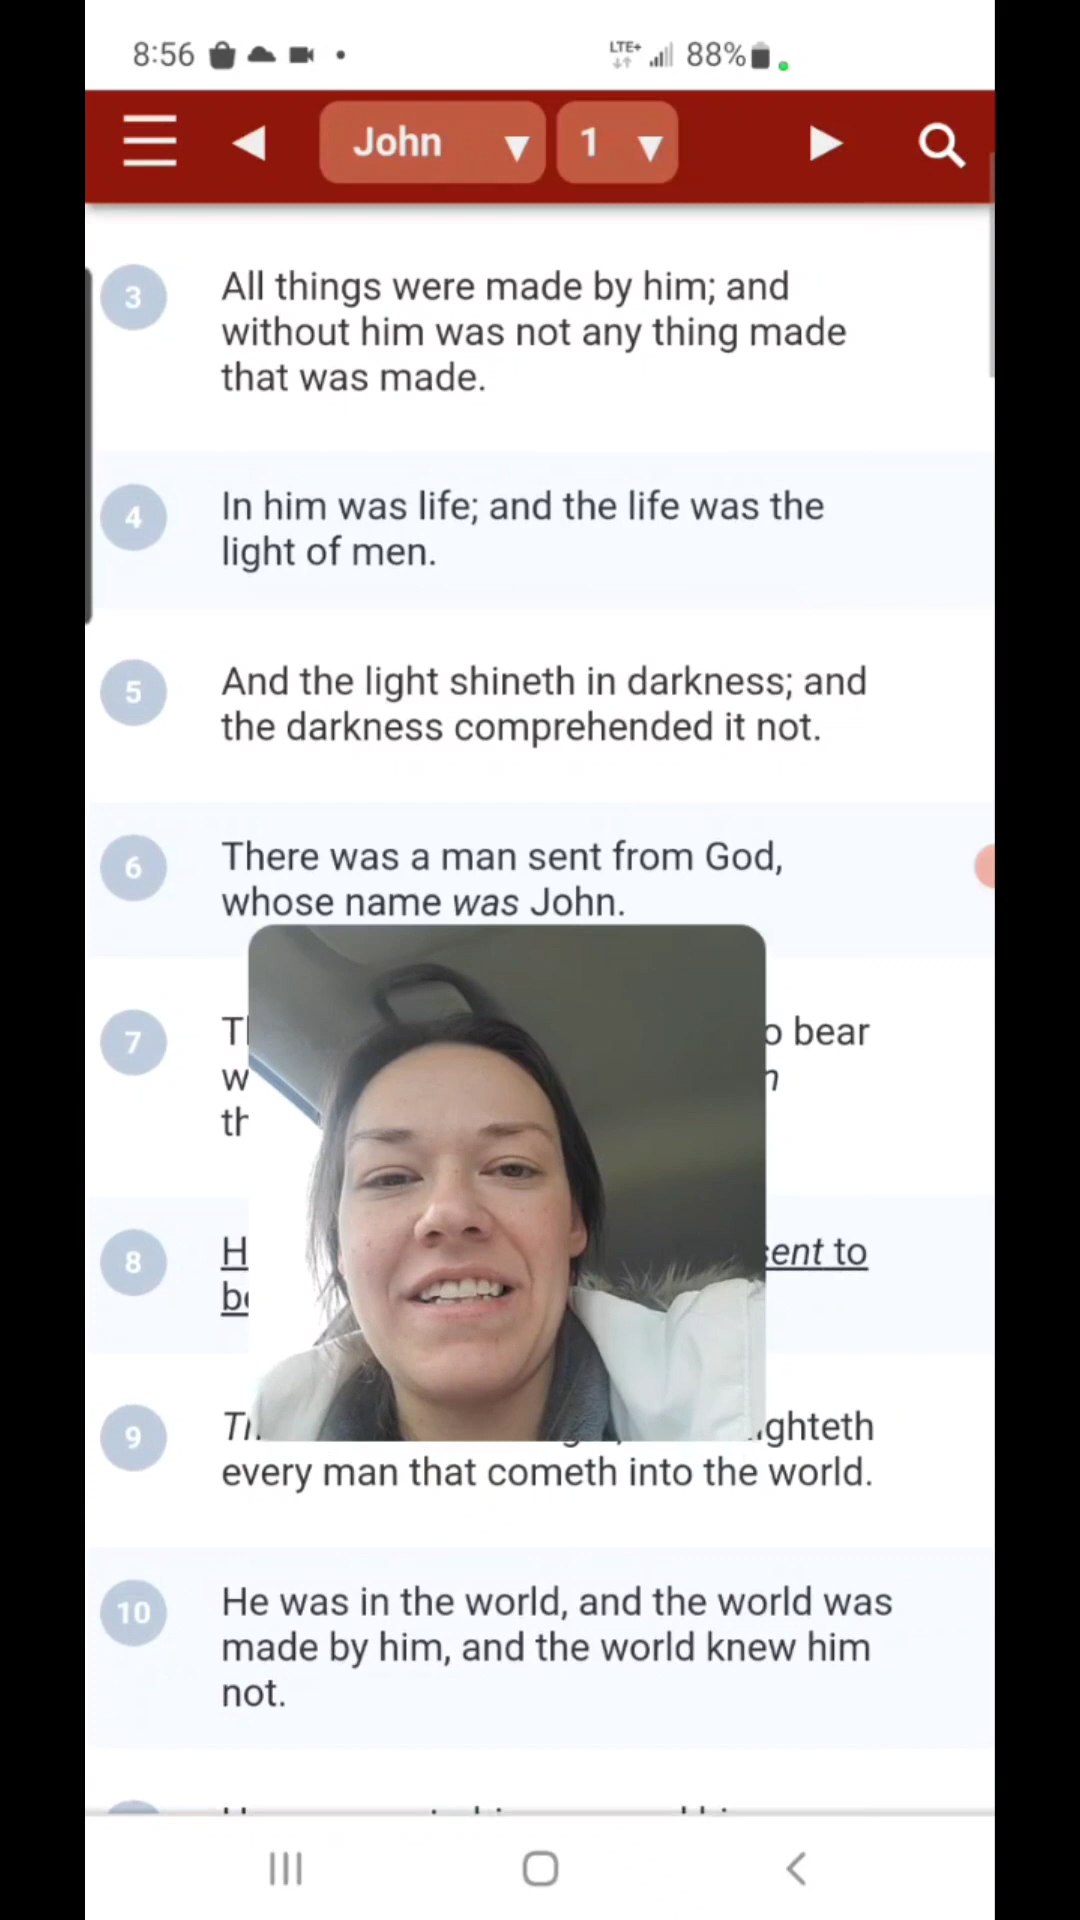 8:56
LTE+
88%
John
1
3
All things were made by him; and
without him was not any thing made
that was made.
4
In him was life; and the life was the
light of men.
5
And the light shineth in darkness; and
the darkness comprehended it not.
6
There was a man sent from God,
whose name was John.
7
bear
8
to
9
every man that cometh into the world.
10
He was in the world, and the world was
made by him, and the world knew him
not.